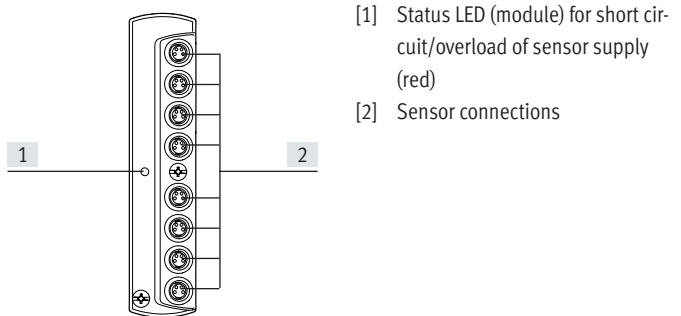 [1] Status LED (module) for short cir-
cuit/overload of sensor supply
(red)
[2] Sensor connections
1
2